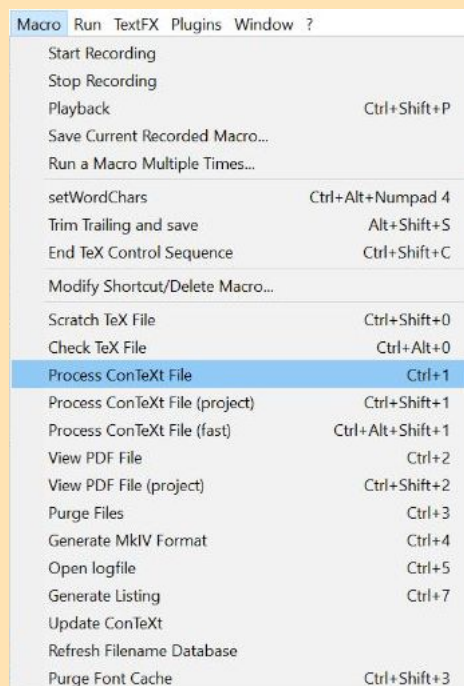 Macro Run TextFX Plugins Window ?
Start Recording
Stop Recording
Playback Ctrl+Shift+P
Save Current Recorded Macro...
Run a Macro Multiple Times...
setWordChars Ctrl+Alt+Numpad 4
Trim Trailing and save Alt+Shift+S
End TeX Control Sequence Ctrl+Shift+C
Modify Shortcut/Delete Macro...
Scratch TeX File Ctrl+Shift+0
Check TeX File Ctrl+Alt+0
Process ConTeXt File Ctrl+1
Process ConTeXt File (project) Ctrl+Shift+1
Process ConTeXt File (fast) Ctrl+Alt+Shift+1
View PDF File Ctrl+2
View PDF File (project) Ctrl+Shift+2
Purge Files Ctrl+3
Generate MkIV Format Ctrl+4
Open logfile Ctrl+5
Generate Listing Ctrl+7
Update ConTeXt
Refresh Filename Database
Purge Font Cache Ctrl+Shift+3